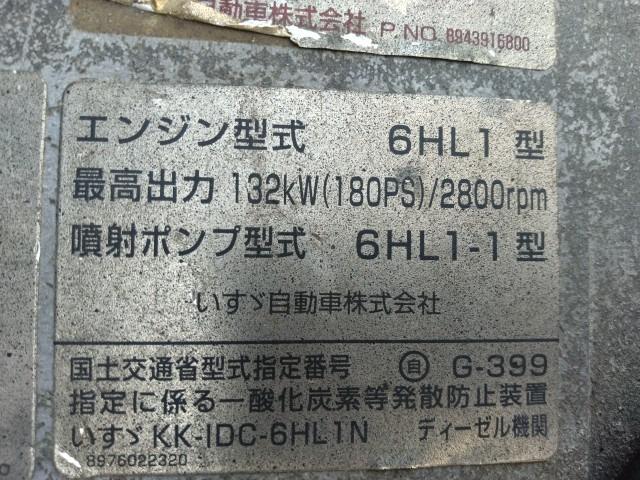 自動車株式会社 P.NO. 8943916800
エンジン型式 6HL1 型
最高出力 132kW(180PS)/2800rpm
噴射ポンプ型式 6HL1-1 型
いすゞ自動車株式会社
国土交通省型式指定番号 ㊂ G-399
指定に係る一酸化炭素等発散防止装置
いすゞ KK-IDC-6HL1N ディーゼル機関
8976022320